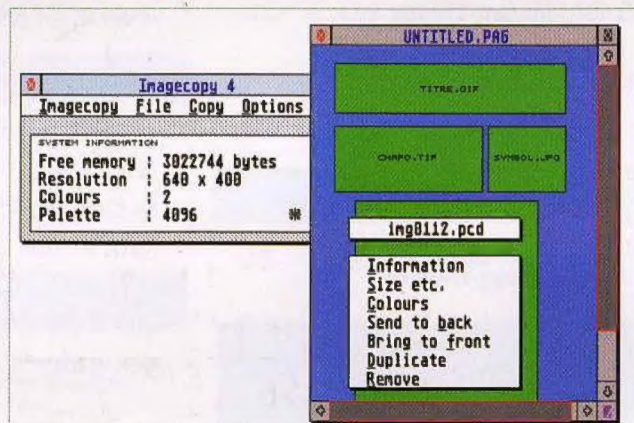 Imagecopy 4
Imagecopy File Copy Options
SYSTEM INFORMATION
Free memory : 3022744 bytes
Resolution : 640 x 400
Colours : 2
Palette : 4096
UNTITLED.PAG
TITRE.GIF
CHAPO.TIF
SYMBOL.JPG
img0112.pcd
Information
Size etc.
Colours
Send to back
Bring to front
Duplicate
Remove